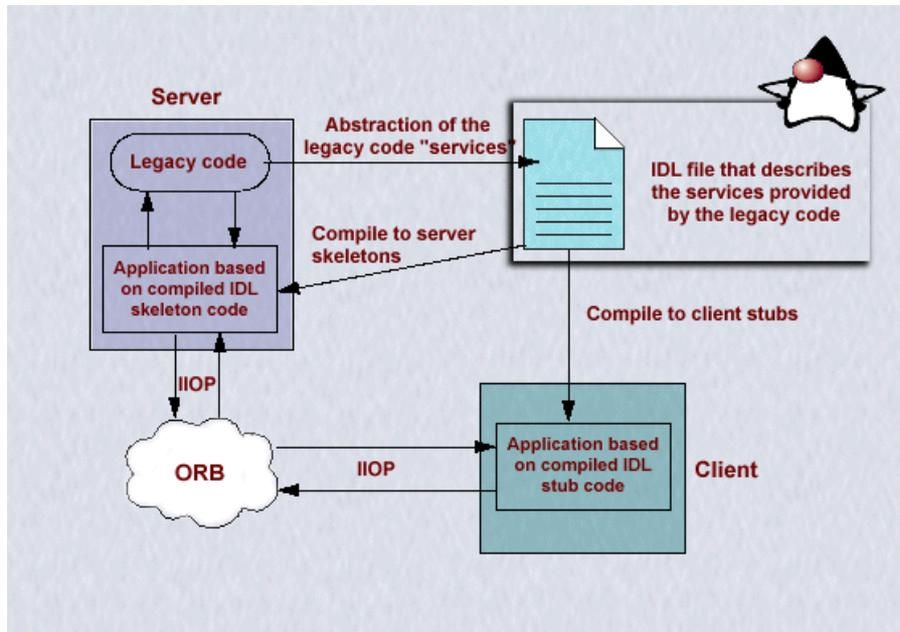 Server
Legacy code
Abstraction of the
legacy code "services"
IDL file that describes
the services provided
by the legacy code
Compile to server
skeletons
Application based
on compiled IDL
skeleton code
Compile to client stubs
IIOP
ORB
IIOP
Application based
on compiled IDL
stub code
Client